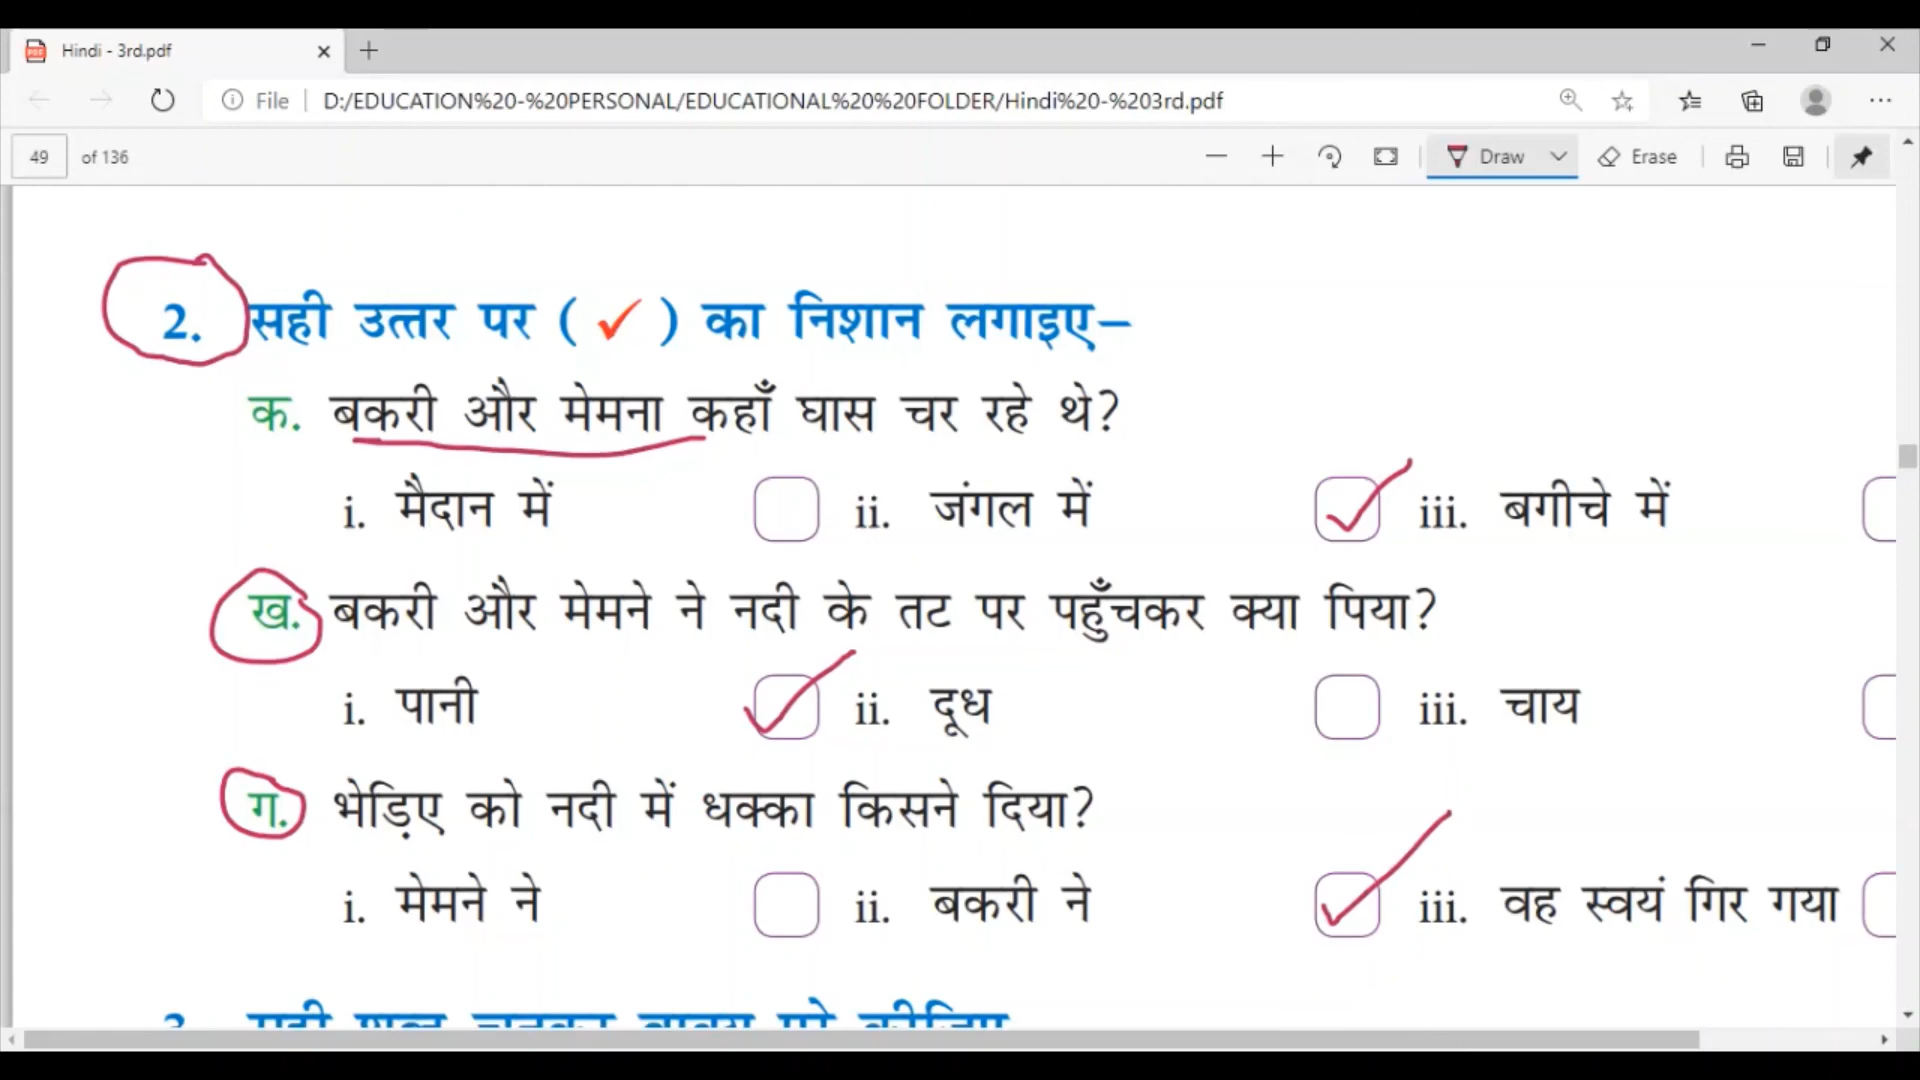 Hindi - 3rd.pdf
File D:/EDUCATION%20-%20PERSONAL/EDUCATIONAL%20%20FOLDER/Hindi%20-%203rd.pdf
49 of 136 Draw Erase
2. सही उत्तर पर ( ✓ ) का निशान लगाइए–
क. बकरी और मेमना कहाँ घास चर रहे थे?
i. मैदान में ii. जंगल में iii. बगीचे में
ख. बकरी और मेमने ने नदी के तट पर पहुँचकर क्या पिया?
i. पानी ii. दूध iii. चाय
ग. भेड़िए को नदी में धक्का किसने दिया?
i. मेमने ने ii. बकरी ने iii. वह स्वयं गिर गया